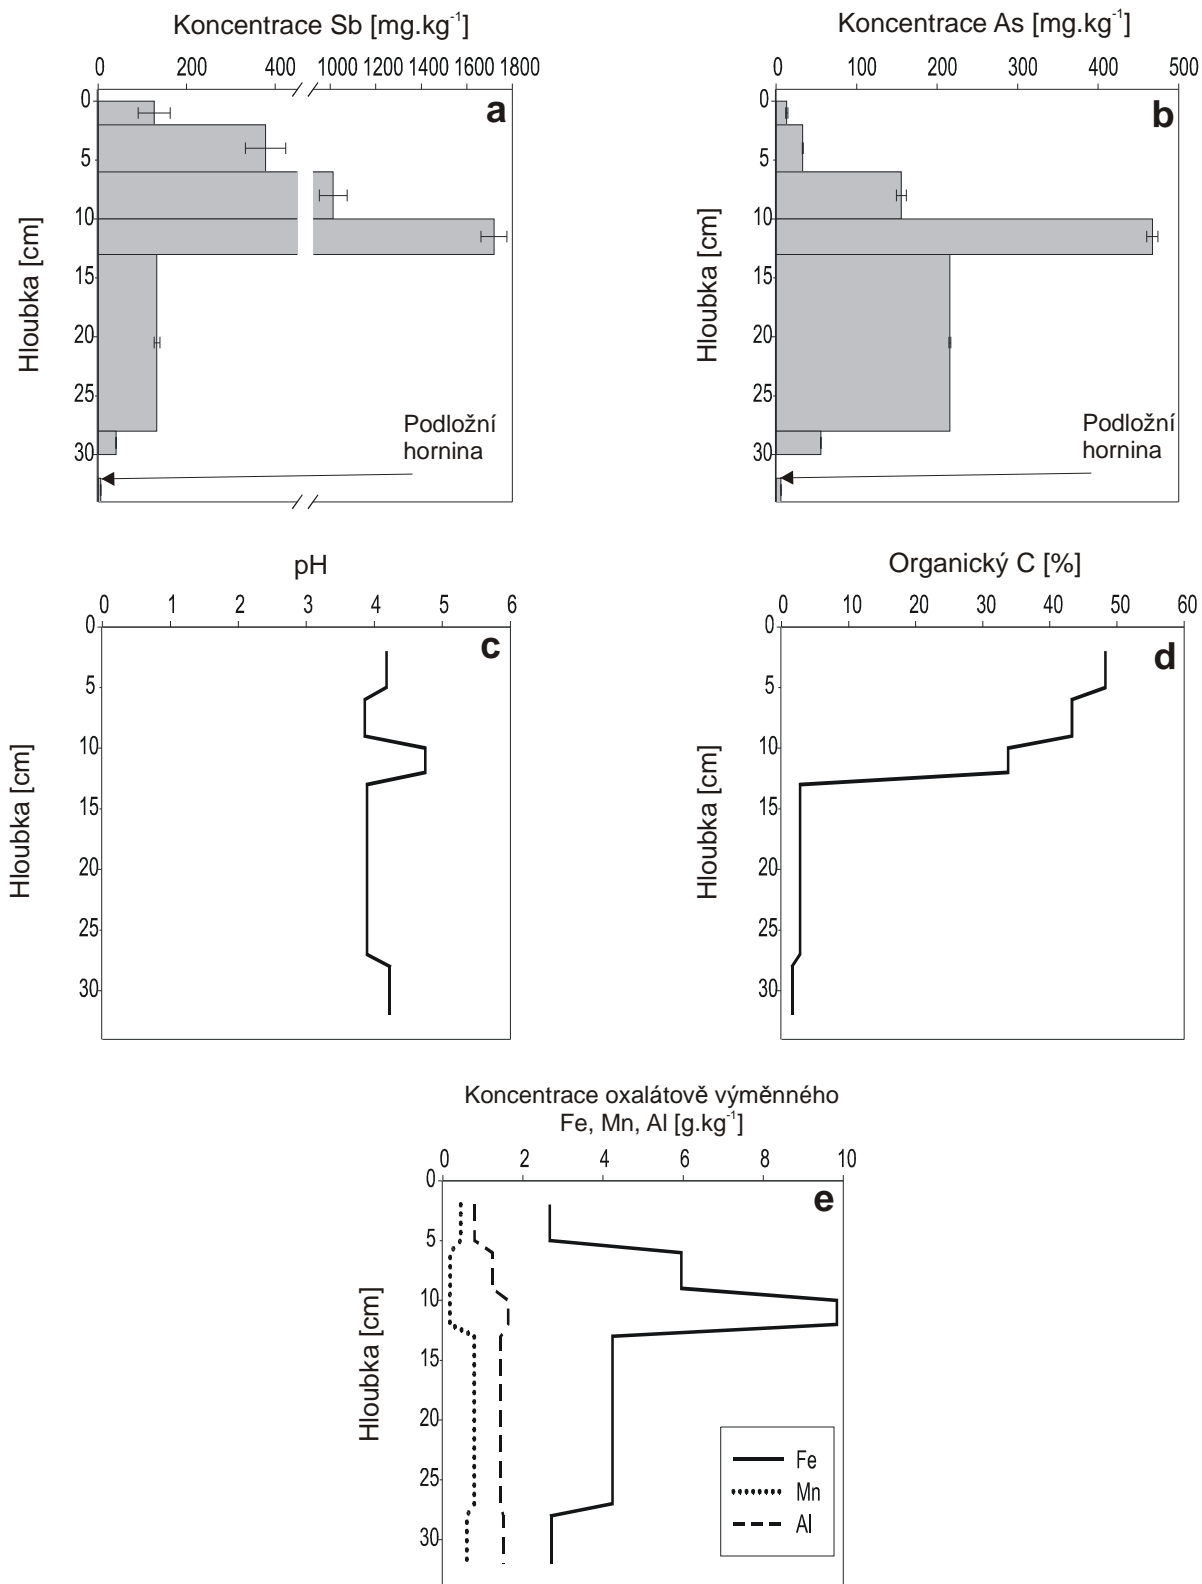 Koncentrace Sb [mg.kg⁻¹]
0 200 400 1000 1200 1400 1600 1800
a
0
5
10
15
20
25
30
Hloubka [cm]
Podložní
hornina
Koncentrace As [mg.kg⁻¹]
0 100 200 300 400 500
b
0
5
10
15
20
25
30
Hloubka [cm]
Podložní
hornina
pH
0 1 2 3 4 5 6
c
0
5
10
15
20
25
30
Hloubka [cm]
Organický C [%]
0 10 20 30 40 50 60
d
0
5
10
15
20
25
30
Hloubka [cm]
Koncentrace oxalátově výměnného
Fe, Mn, Al [g.kg⁻¹]
0 2 4 6 8 10
e
0
5
10
15
20
25
30
Hloubka [cm]
Fe
Mn
Al